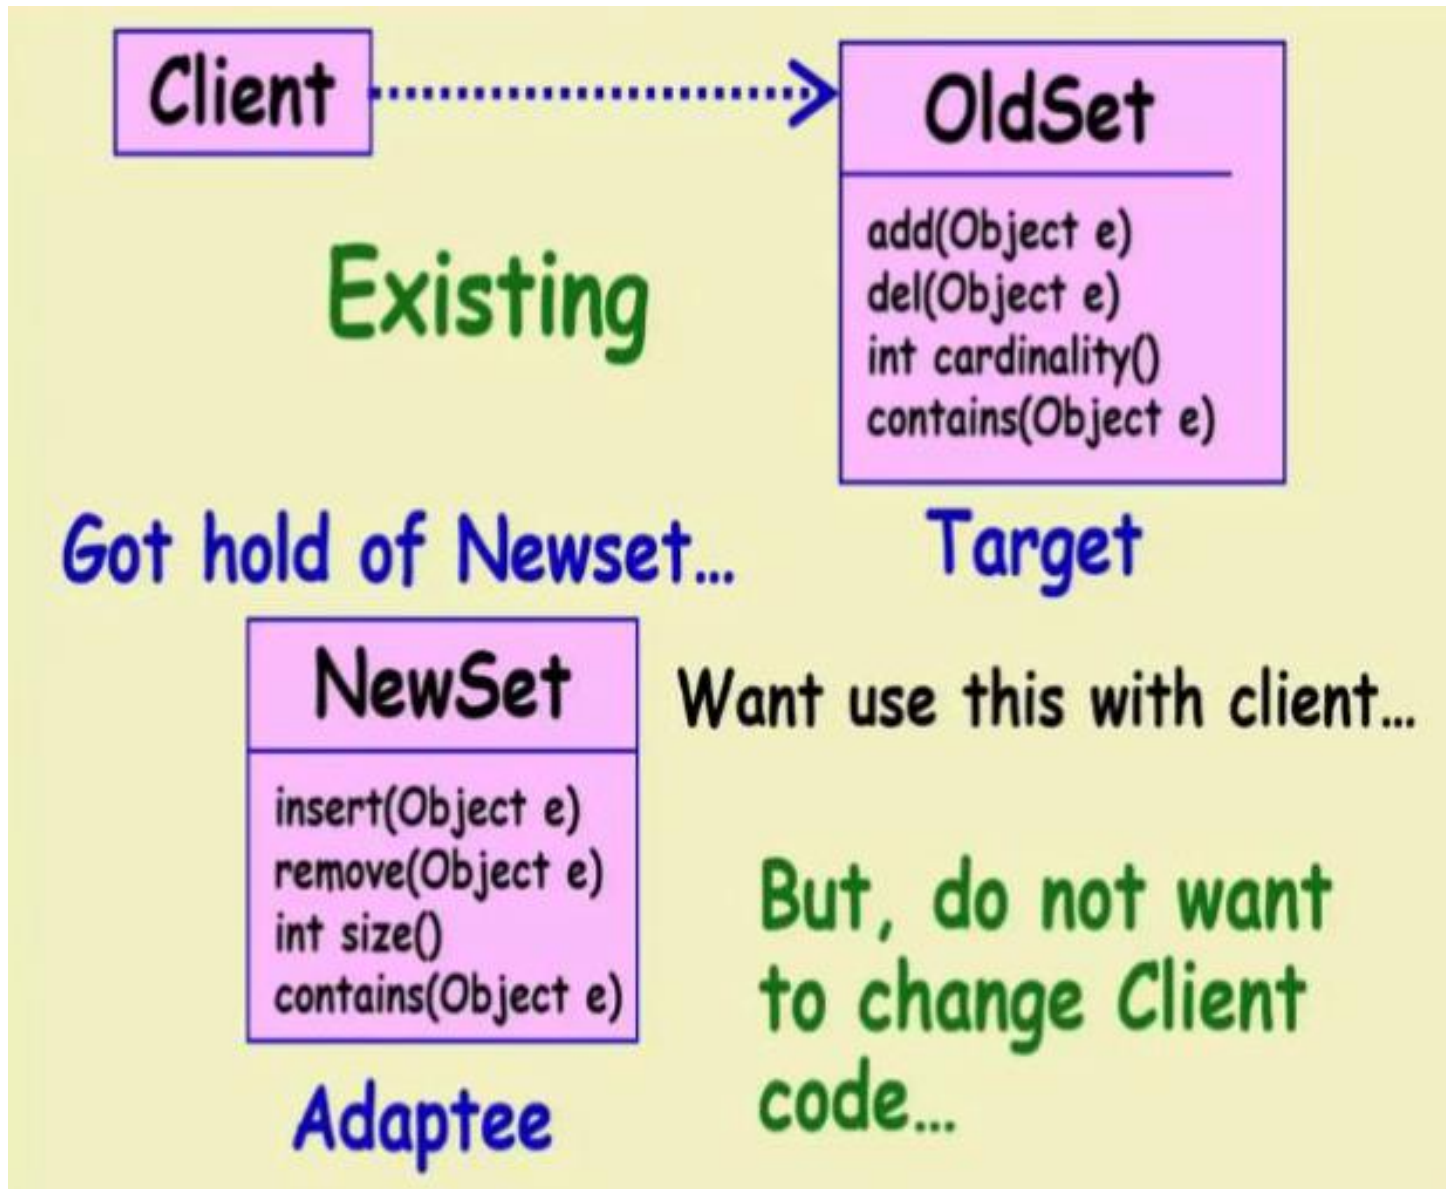 Client
OldSet
add(Object e)
del(Object e)
int cardinality()
contains(Object e)
Existing
Target
Got hold of Newset...
NewSet
insert(Object e)
remove(Object e)
int size()
contains(Object e)
Adaptee
Want use this with client...
But, do not want
to change Client
code...